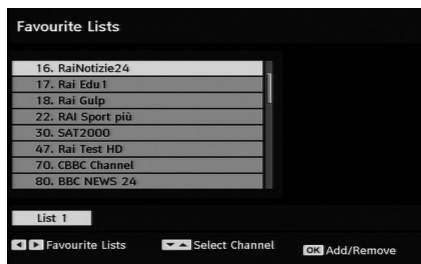 Favourite Lists
16. RaiNotizie24
17. Rai Edu1
18. Rai Gulp
22. RAI Sport più
30. SAT2000
47. Rai Test HD
70. CBBC Channel
80. BBC NEWS 24
List 1
Favourite Lists Select Channel OK Add/Remove